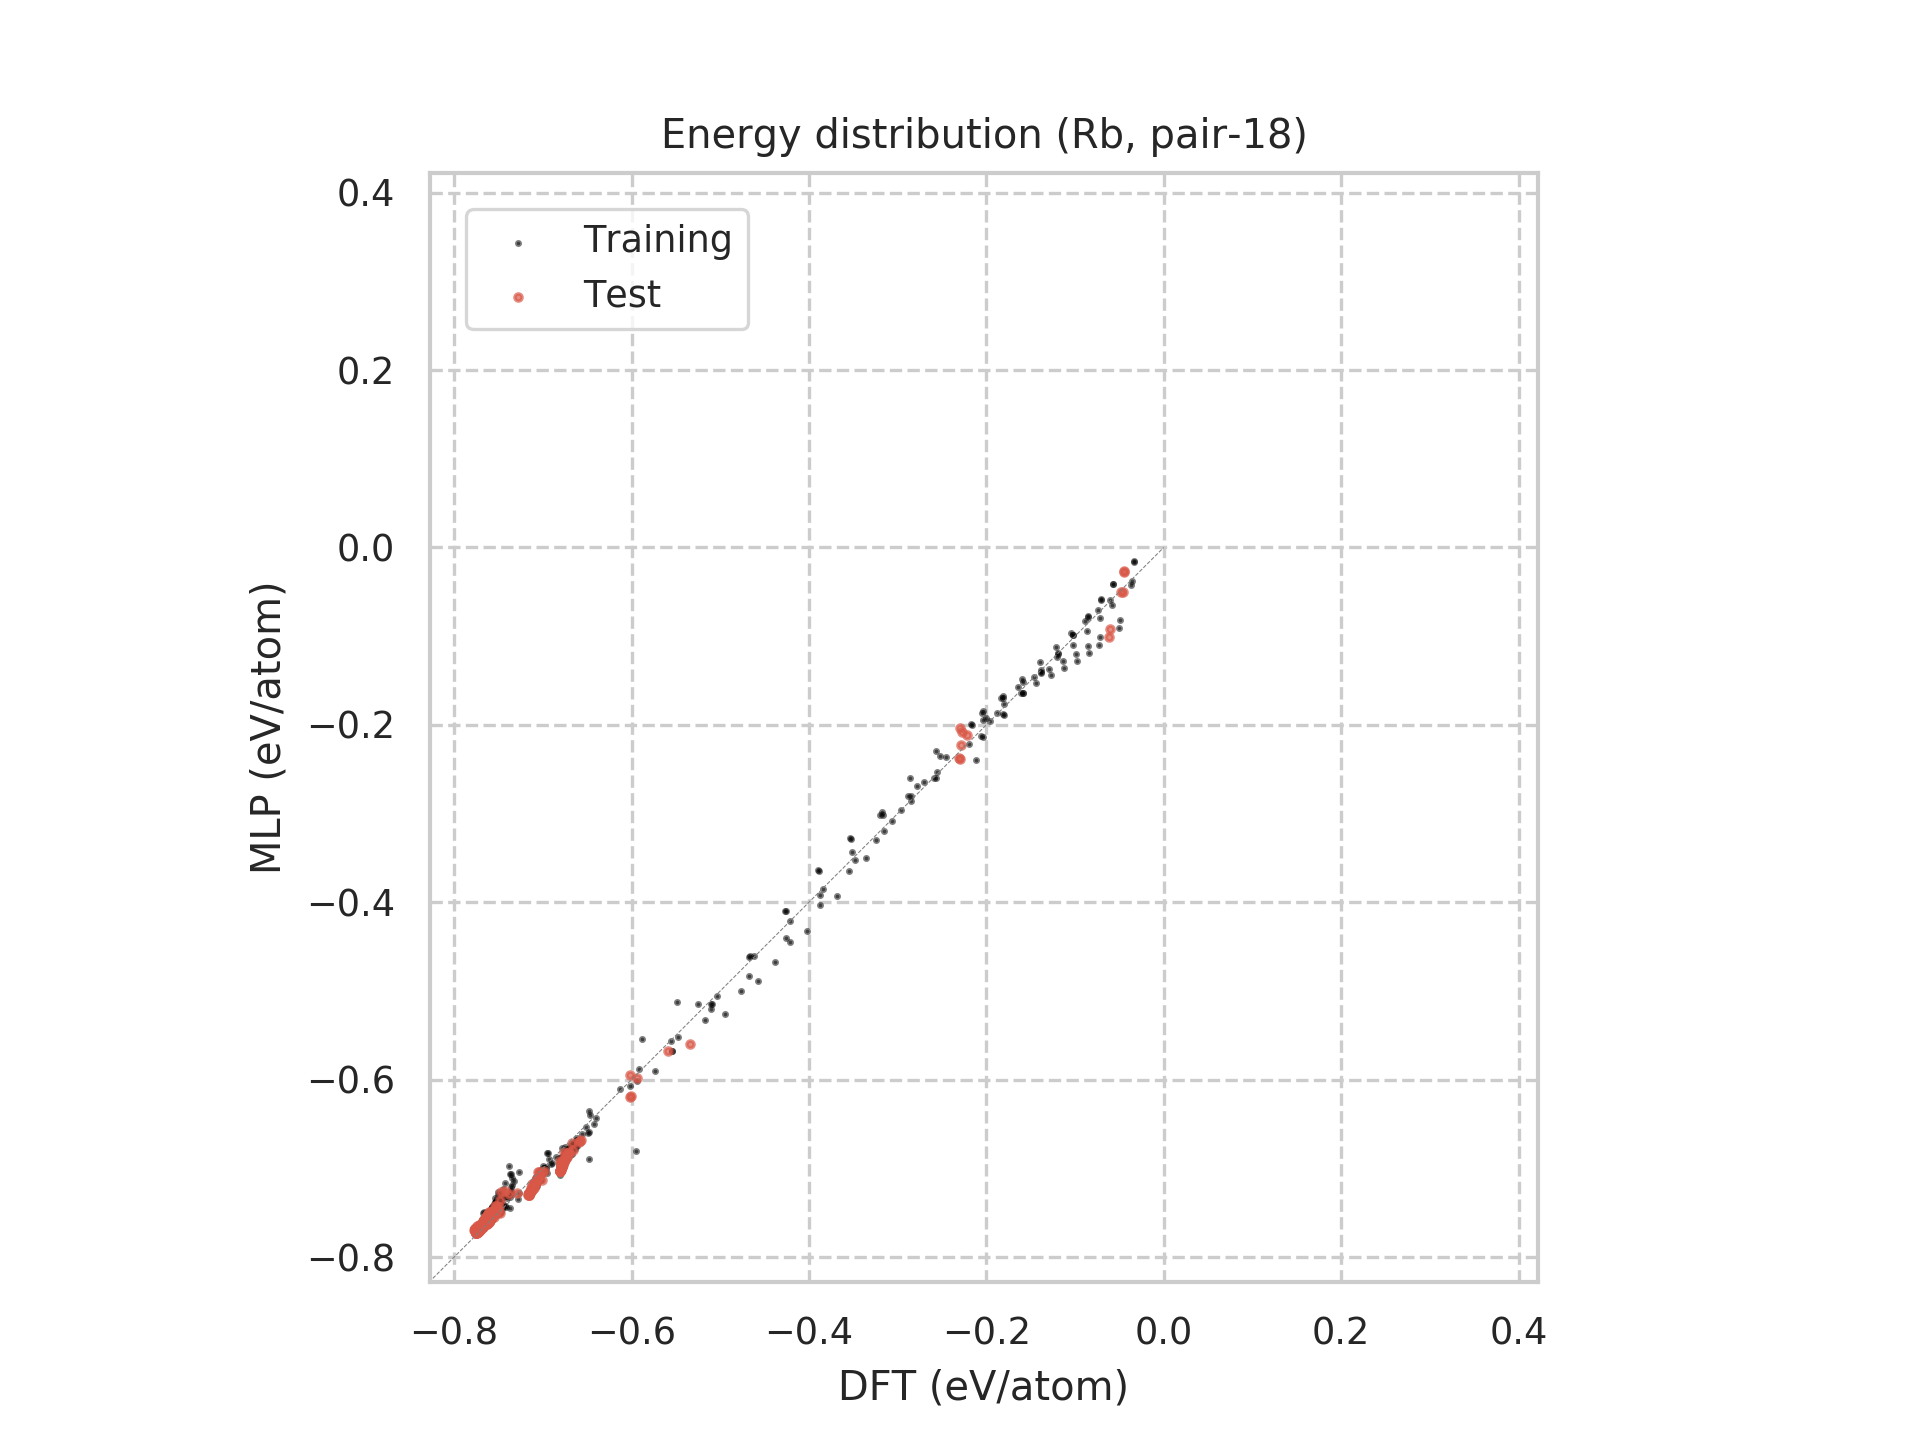 Energy distribution (Rb, pair-18)
Training
Test
MLP (eV/atom)
0.4
0.2
0.0
−0.2
−0.4
−0.6
−0.8
−0.8 −0.6 −0.4 −0.2 0.0 0.2 0.4
DFT (eV/atom)